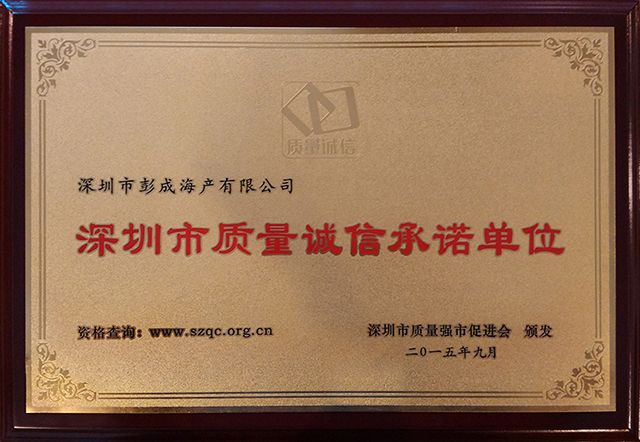 质量诚信
深圳市彭成海产有限公司
深圳市质量诚信承诺单位
资格查询：www.szqc.org.cn
深圳市质量强市促进会 颁发
二〇一五年九月